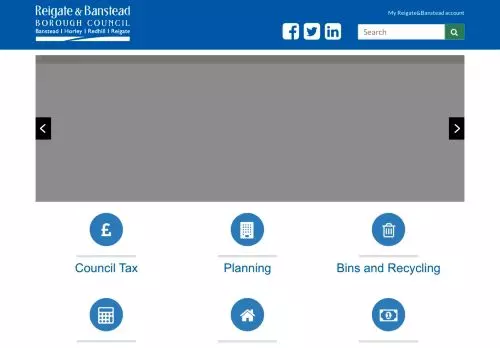 Reigate & Banstead
BOROUGH COUNCIL
Banstead | Horley | Redhill | Reigate
My Reigate&Banstead account
Search
Council Tax
Planning
Bins and Recycling